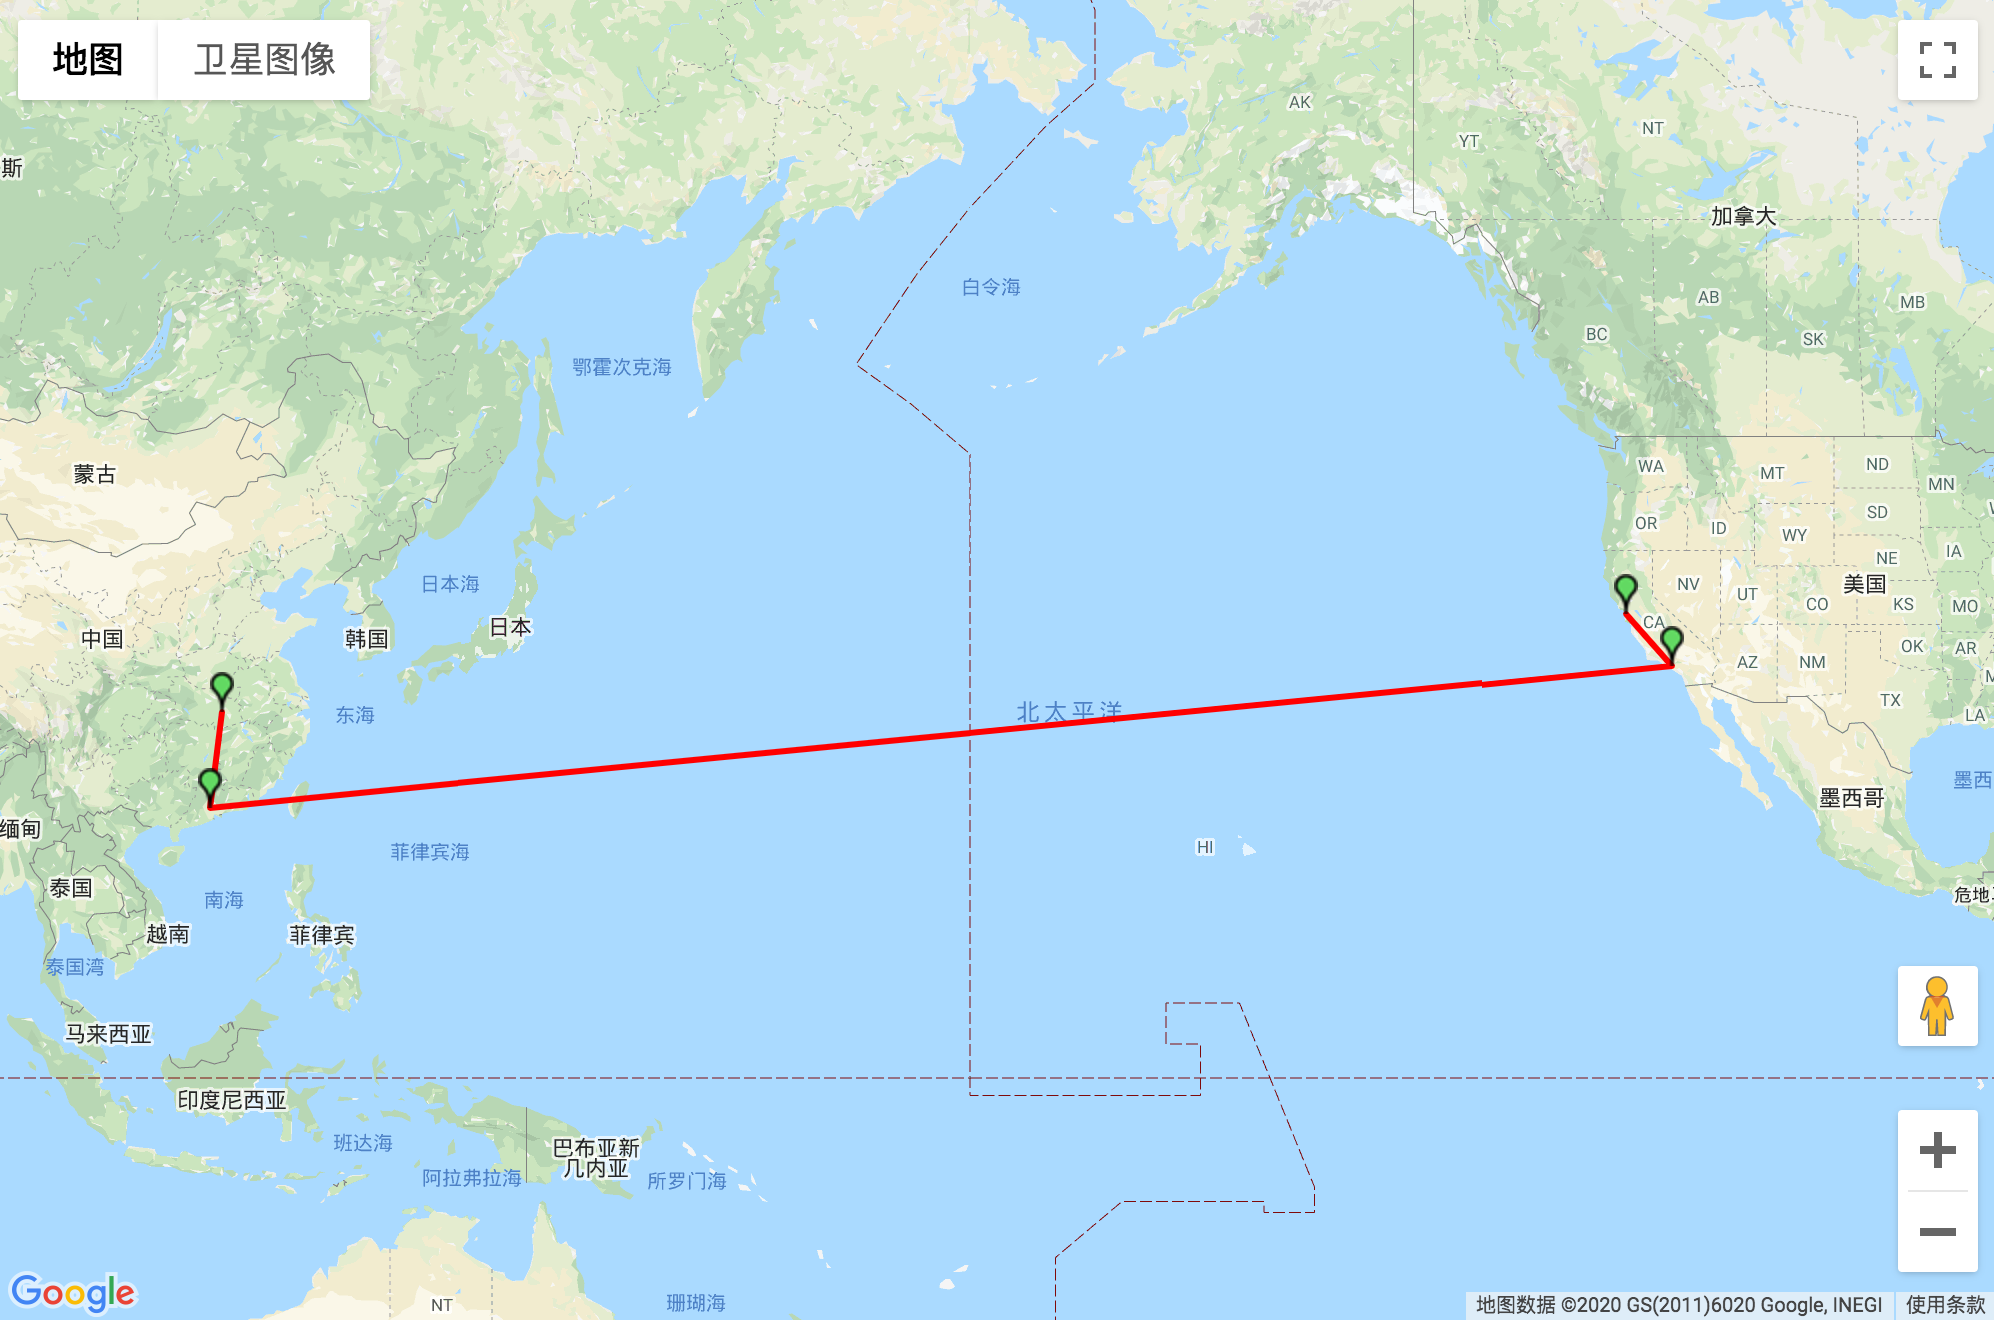 地图
卫星图像
AK
YT
NT
斯
加拿大
白令海
AB
MB
BC
SK
鄂霍次克海
蒙古
WA
MT
ND
MN
OR
ID
SD
WY
IA
NE
日本海
NV
UT
美国
CO
KS
MO
中国
韩国
日本
CA
OK
AR
AZ
NM
TX
LA
东海
北太平洋
墨西
墨西哥
缅甸
菲律宾海
HI
泰国
南海
危地
越南
菲律宾
泰国湾
马来西亚
印度尼西亚
班达海
巴布亚新
几内亚
阿拉弗拉海
所罗门海
Google
NT
珊瑚海
地图数据 ©2020 GS(2011)6020 Google, INEGI
使用条款